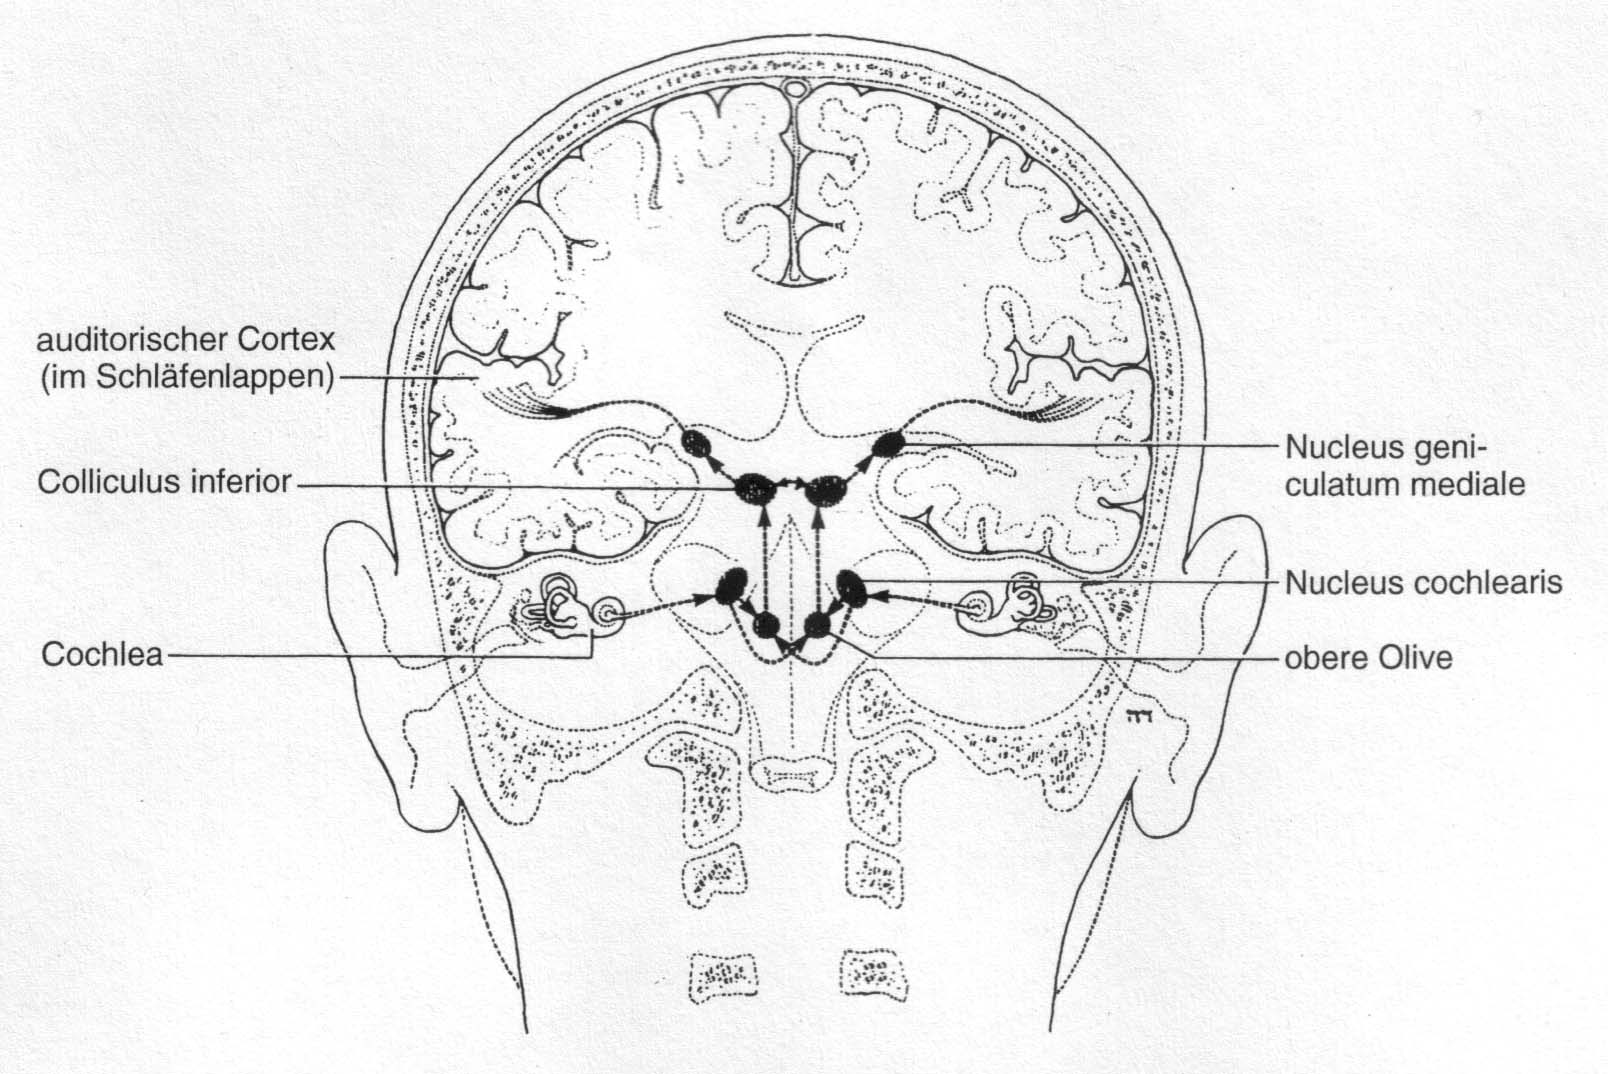 auditorischer Cortex
(im Schläfenlappen)
Colliculus inferior
Cochlea
Nucleus geni-
culatum mediale
Nucleus cochlearis
obere Olive